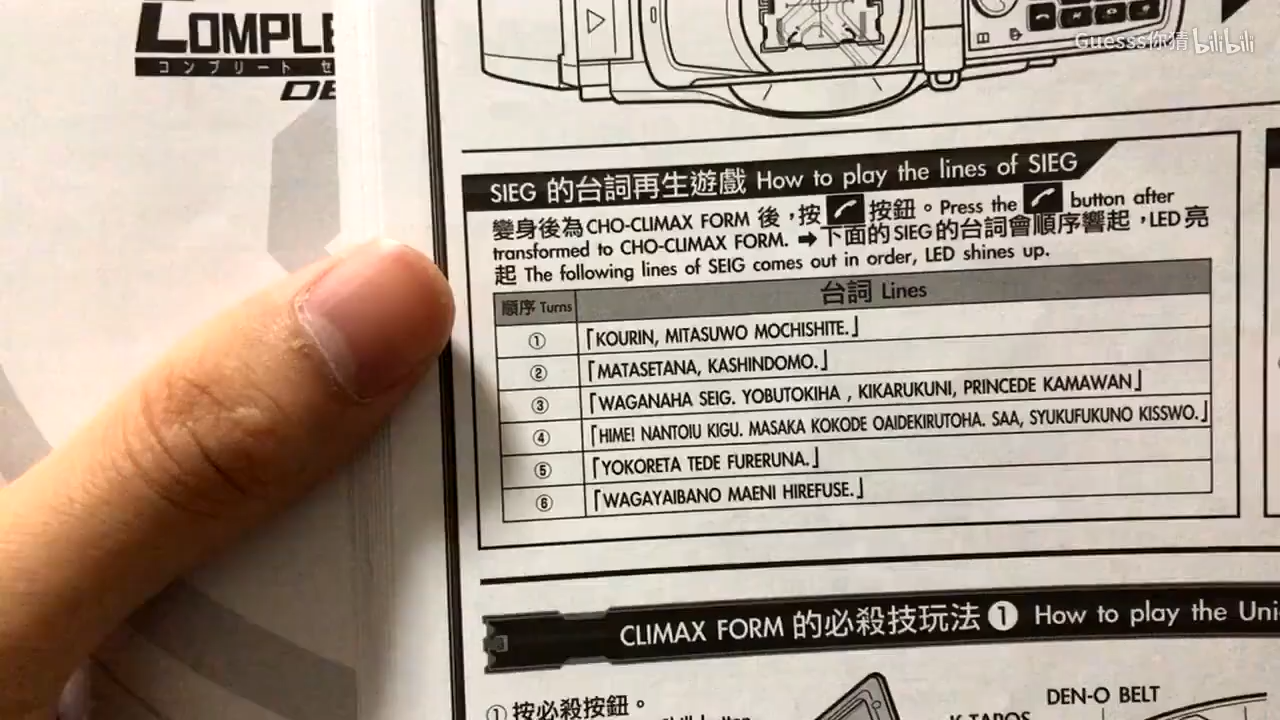 COMPLE
コンプリート セ
DE
Guesss你猜 bilibili
SIEG 的台詞再生遊戲 How to play the lines of SIEG
變身後為CHO-CLIMAX FORM 後，按 按鈕。Press the button after
transformed to CHO-CLIMAX FORM. ➡下面的SIEG的台詞會順序響起，LED亮
起 The following lines of SEIG comes out in order, LED shines up.
順序 Turns 台詞 Lines
① 「KOURIN, MITASUWO MOCHISHITE.」
② 「MATASETANA, KASHINDOMO.」
③ 「WAGANAHA SEIG. YOBUTOKIHA , KIKARUKUNI, PRINCEDE KAMAWAN」
④ 「HIME! NANTOIU KIGU. MASAKA KOKODE OAIDEKIRUTOHA. SAA, SYUKUFUKUNO KISSWO.」
⑤ 「YOKORETA TEDE FURERUNA.」
⑥ 「WAGAYAIBANO MAENI HIREFUSE.」
CLIMAX FORM 的必殺技玩法❶ How to play the Uni
①按必殺按鈕。
button
DEN-O BELT
K-TAROS